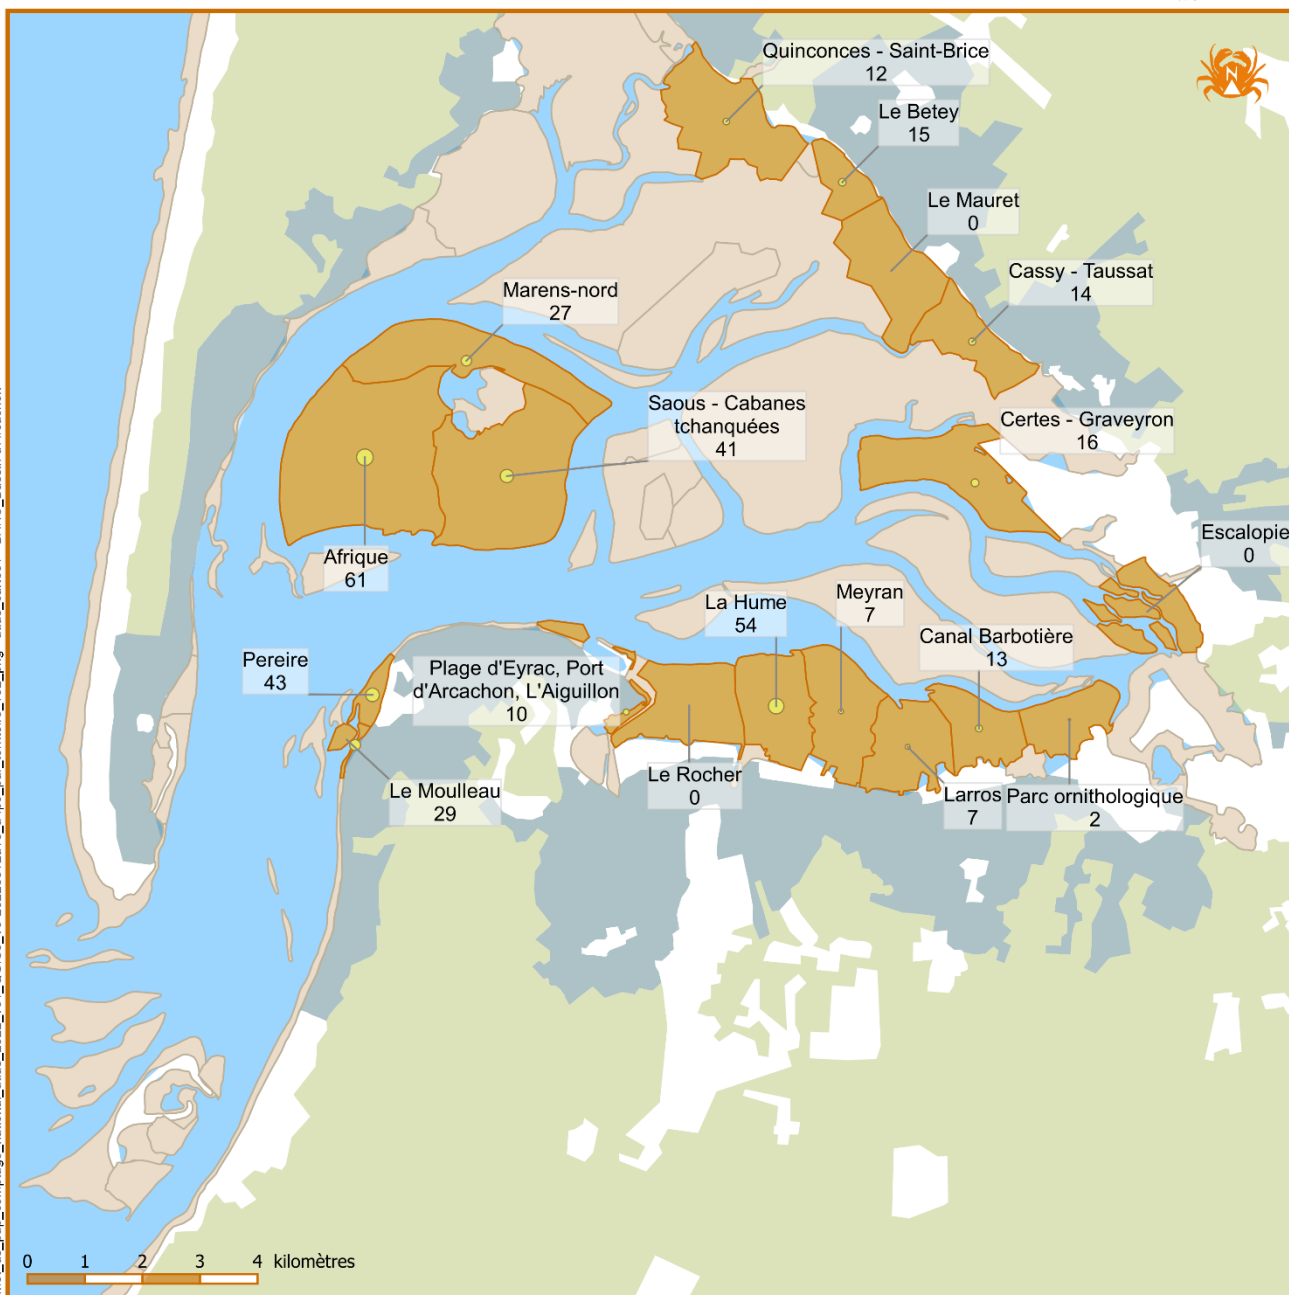 N
Quinconces - Saint-Brice
12
Le Betey
15
Le Mauret
0
Cassy - Taussat
14
Marens-nord
27
Saous - Cabanes
tchanquées
41
Certes - Graveyron
16
Escalopie
0
Afrique
61
La Hume
54
Meyran
7
Canal Barbotière
13
Pereire
43
Plage d'Eyrac, Port
d'Arcachon, L'Aiguillon
10
Le Rocher
0
Larros
7
Parc ornithologique
2
Le Moulleau
29
0 1 2 3 4 kilomètres